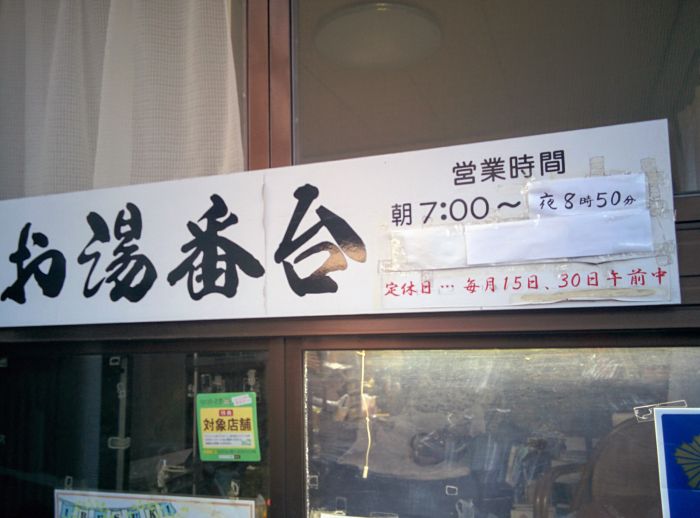 お湯番台
営業時間
朝7:00～夜8時50分
定休日…毎月15日、30日午前中
対象店舗